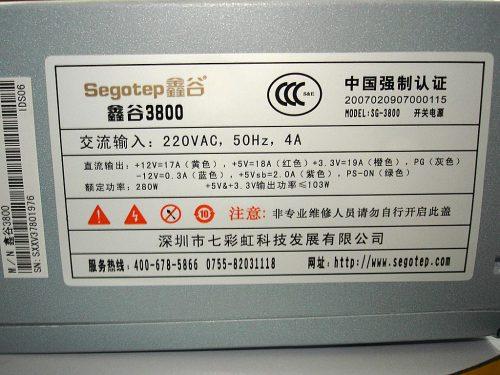 Segotep鑫谷
鑫谷3800
CCC
S&E
中国强制认证
2007020907000115
MODEL:SG-3800 开关电源
交流输入：220VAC，50Hz，4A
直流输出：+12V=17A(黄色)，+5V=18A(红色)+3.3V=19A(橙色)，PG(灰色)
-12V=0.3A(蓝色)，+5Vsb=2.0A(紫色)，PS-ON(绿色)
额定功率：280W +5V&+3.3V输出功率≤103W
10
注意：非专业维修人员请勿自行开启此盖
深圳市七彩虹科技发展有限公司
服务热线：400-678-5866 0755-82031118 网址:http://www.segotep.com
M/N 鑫谷3800
SN:SXXV37801976
IDS06